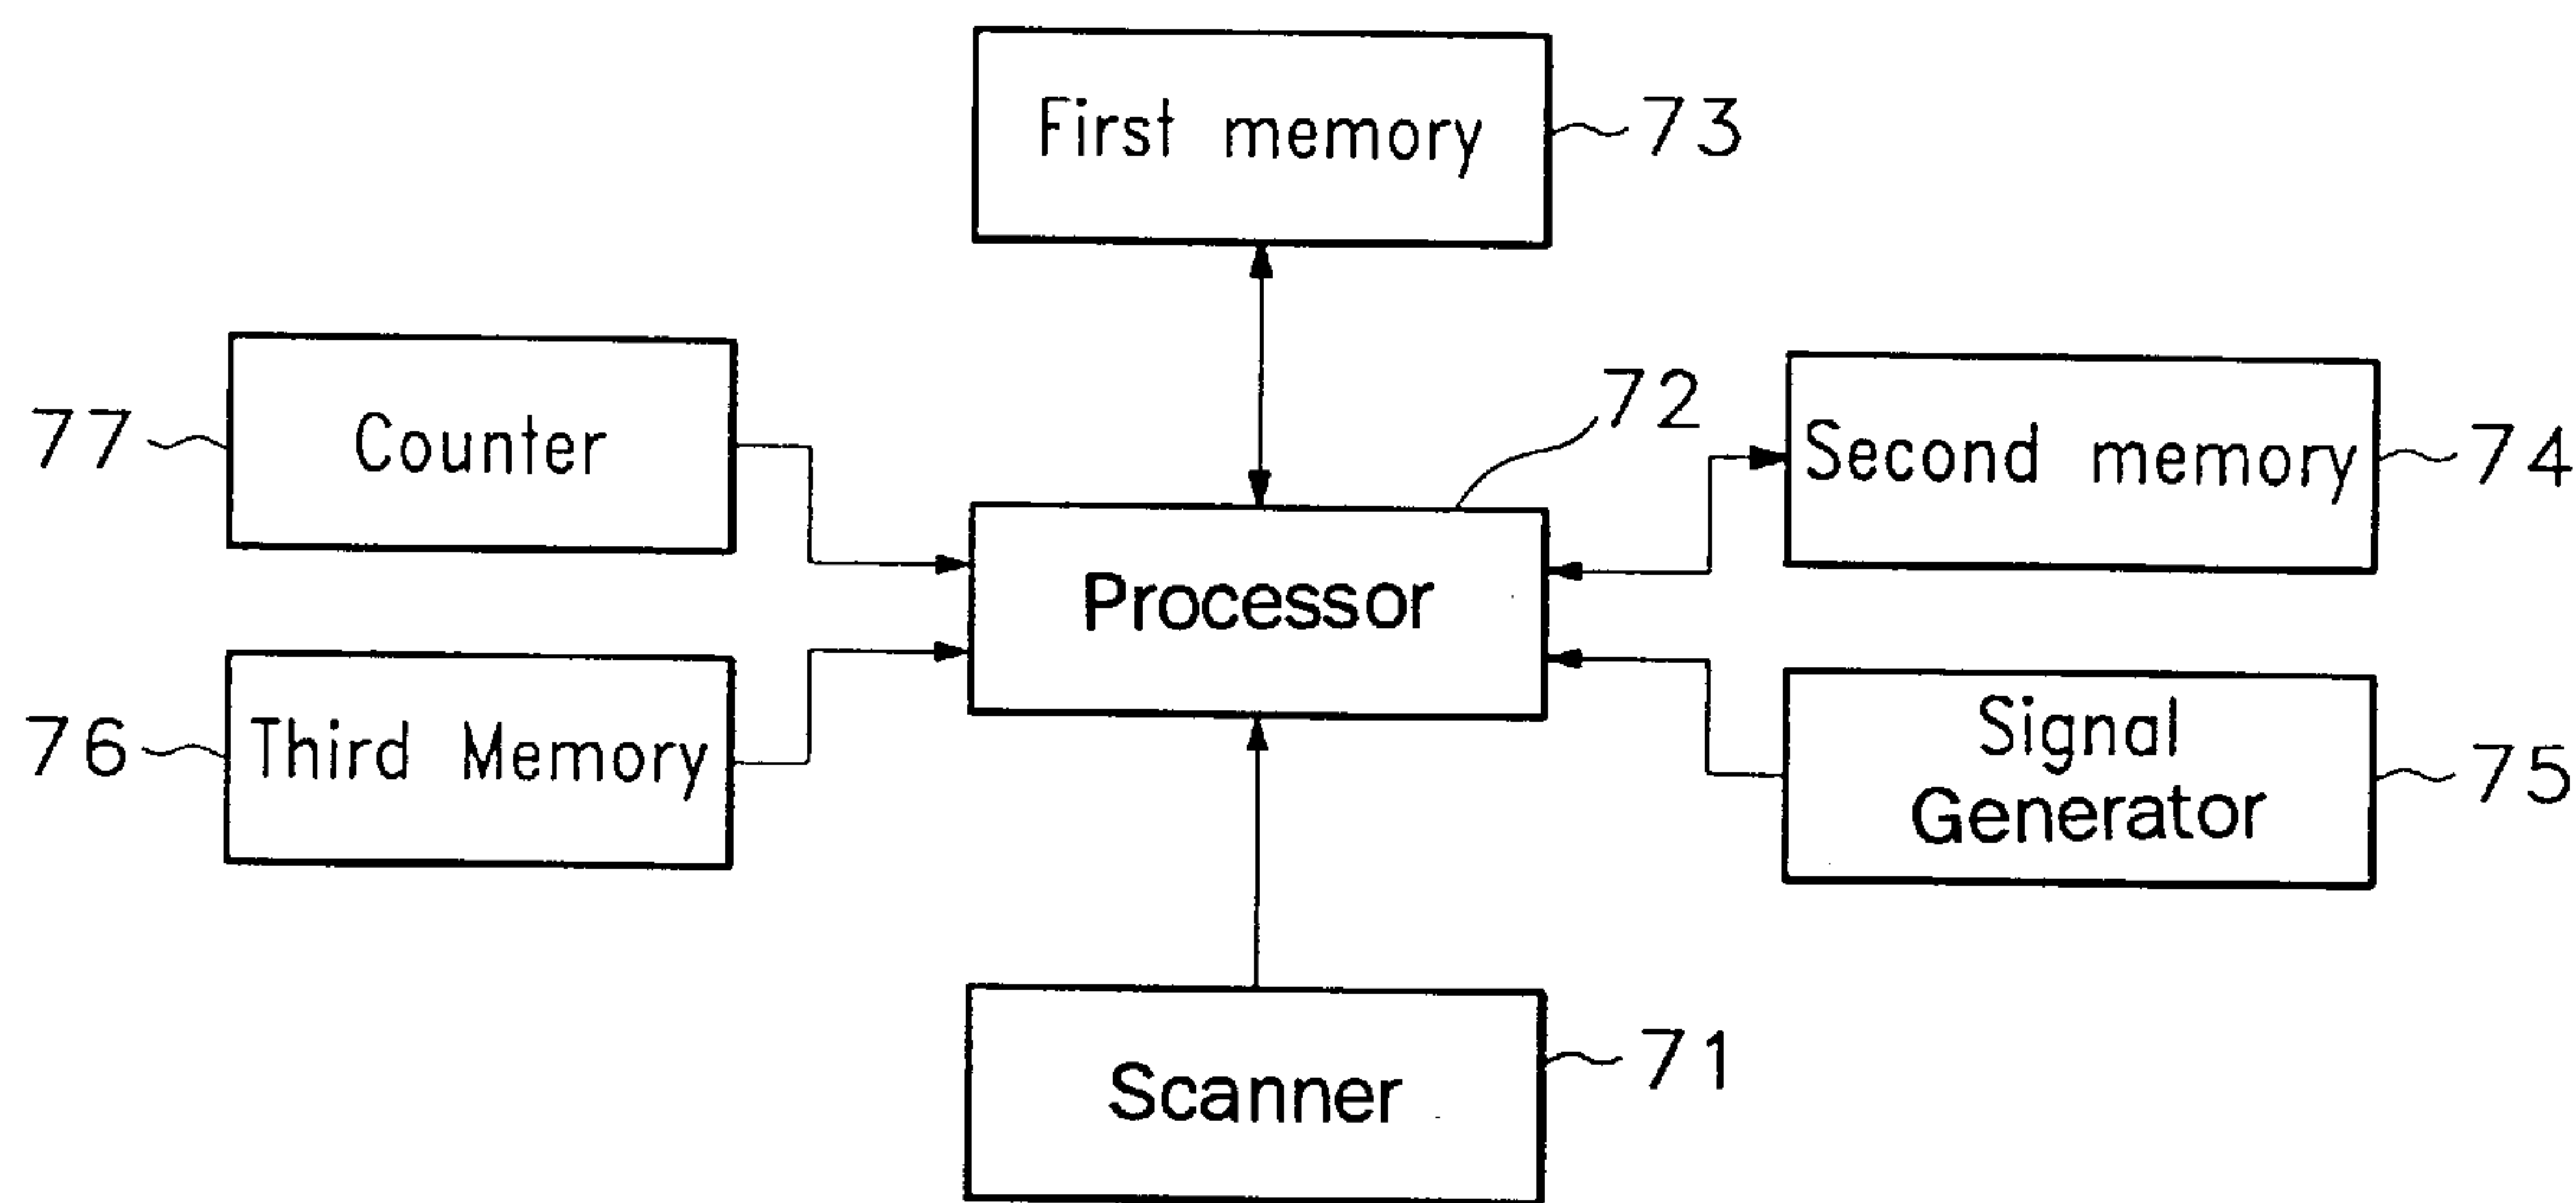 First memory
73
77
Counter
72
Second memory
74
Processor
76
Third Memory
Signal
Generator
75
Scanner
71